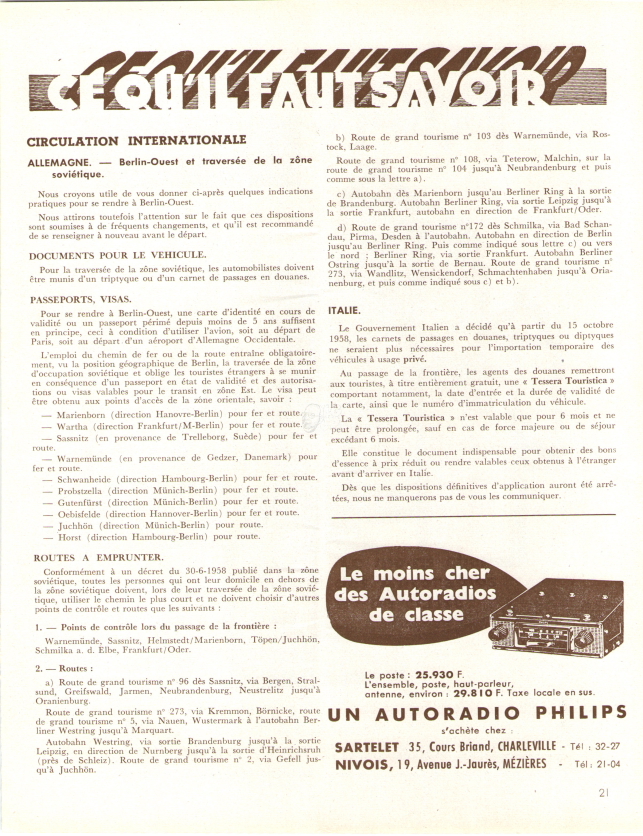 CE QU'IL FAUT SAVOIR
CIRCULATION INTERNATIONALE
ALLEMAGNE. — Berlin-Ouest et traversée de la zône
soviétique.
Nous croyons utile de vous donner ci-après quelques indications
pratiques pour se rendre à Berlin-Ouest.
Nous attirons toutefois l'attention sur le fait que ces dispositions
sont soumises à de fréquents changements, et qu'il est recommandé
de se renseigner à nouveau avant le départ.
DOCUMENTS POUR LE VEHICULE.
Pour la traversée de la zône soviétique, les automobilistes doivent
être munis d'un triptyque ou d'un carnet de passages en douanes.
PASSEPORTS, VISAS.
Pour se rendre à Berlin-Ouest, une carte d'identité en cours de
validité ou un passeport périmé depuis moins de 5 ans suffisent
en principe, ceci à condition d'utiliser l'avion, soit au départ de
Paris, soit au départ d'un aéroport d'Allemagne Occidentale.
L'emploi du chemin de fer ou de la route entraîne obligatoire-
ment, vu la position géographique de Berlin, la traversée de la zône
d'occupation soviétique et oblige les touristes étrangers à se munir
en conséquence d'un passeport en état de validité et des autorisa-
tions ou visas valables pour le transit en zône Est. Le visa peut
être obtenu aux points d'accès de la zône orientale, savoir :
— Marienborn (direction Hanovre-Berlin) pour fer et route.
— Wartha (direction Frankfurt/M-Berlin) pour fer et route.
— Sassnitz (en provenance de Trelleborg, Suède) pour fer et
route.
— Warnemünde (en provenance de Gedzer, Danemark) pour
fer et route.
— Schwanheide (direction Hambourg-Berlin) pour fer et route.
— Probstzella (direction Münich-Berlin) pour fer et route.
— Gutenfürst (direction Münich-Berlin) pour fer et route.
— Oebisfelde (direction Hannover-Berlin) pour fer et route.
— Juchhön (direction Münich-Berlin) pour route.
— Horst (direction Hambourg-Berlin) pour route.
ROUTES A EMPRUNTER.
Conformément à un décret du 30-6-1958 publié dans la zône
soviétique, toutes les personnes qui ont leur domicile en dehors de
la zône soviétique doivent, lors de leur traversée de la zône sovié-
tique, utiliser le chemin le plus court et ne doivent choisir d'autres
points de contrôle et routes que les suivants :
1. — Points de contrôle lors du passage de la frontière :
Warnemünde, Sassnitz, Helmstedt/Marienborn, Töpen/Juchhön,
Schmilka a. d. Elbe, Frankfurt/Oder.
2. — Routes :
a) Route de grand tourisme n° 96 dès Sassnitz, via Bergen, Stral-
sund, Greifswald, Jarmen, Neubrandenburg, Neustrelitz jusqu'à
Oranienburg.
Route de grand tourisme n° 273, via Kremmon, Börnicke, route
de grand tourisme n° 5, via Nauen, Wustermark à l'autobahn Ber-
liner Westring jusqu'à Marquart.
Autobahn Westring, via sortie Brandenburg jusqu'à la sortie
Leipzig, en direction de Nurnberg jusqu'à la sortie d'Heinrichsruh
(près de Schleiz). Route de grand tourisme n° 2, via Gefell jus-
qu'à Juchhön.
b) Route de grand tourisme n° 103 dès Warnemünde, via Ros-
tock, Laage.
Route de grand tourisme n° 108, via Teterow, Malchin, sur la
route de grand tourisme n° 104 jusqu'à Neubrandenburg et puis
comme sous la lettre a).
c) Autobahn dès Marienborn jusqu'au Berliner Ring à la sortie
de Brandenburg. Autobahn Berliner Ring, via sortie Leipzig jusqu'à
la sortie Frankfurt, autobahn en direction de Frankfurt/Oder.
d) Route de grand tourisme n°172 dès Schmilka, via Bad Schan-
dau, Pirma, Desden à l'autobahn. Autobahn en direction de Berlin
jusqu'au Berliner Ring. Puis comme indiqué sous lettre c) ou vers
le nord ; Berliner Ring, via sortie Frankfurt. Autobahn Berliner
Ostring jusqu'à la sortie de Bernau. Route de grand tourisme n°
273, via Wandlitz, Wensickendorf, Schmachtenhaben jusqu'à Oria-
nenburg, et puis comme indiqué sous c) et b).
ITALIE.
Le Gouvernement Italien a décidé qu'à partir du 15 octobre
1958, les carnets de passages en douanes, triptyques ou diptyques
ne seraient plus nécessaires pour l'importation temporaire des
véhicules à usage privé.
Au passage de la frontière, les agents des douanes remettront
aux touristes, à titre entièrement gratuit, une « Tessera Touristica »
comportant notamment, la date d'entrée et la durée de validité de
la carte, ainsi que le numéro d'immatriculation du véhicule.
La « Tessera Touristica » n'est valable que pour 6 mois et ne
peut être prolongée, sauf en cas de force majeure ou de séjour
excédant 6 mois.
Elle constitue le document indispensable pour obtenir des bons
d'essence à prix réduit ou rendre valables ceux obtenus à l'étranger
avant d'arriver en Italie.
Dès que les dispositions définitives d'application auront été arrê-
tées, nous ne manquerons pas de vous les communiquer.
Le moins cher
des Autoradios
de classe
Le poste : 25.930 F.
L'ensemble, poste, haut-parleur,
antenne, environ : 29.810 F. Taxe locale en sus.
UN AUTORADIO PHILIPS
s'achète chez :
SARTELET 35, Cours Briand, CHARLEVILLE - Tél : 32-27
NIVOIS, 19, Avenue J.-Jaurès, MÉZIÈRES - Tél : 21-04
21